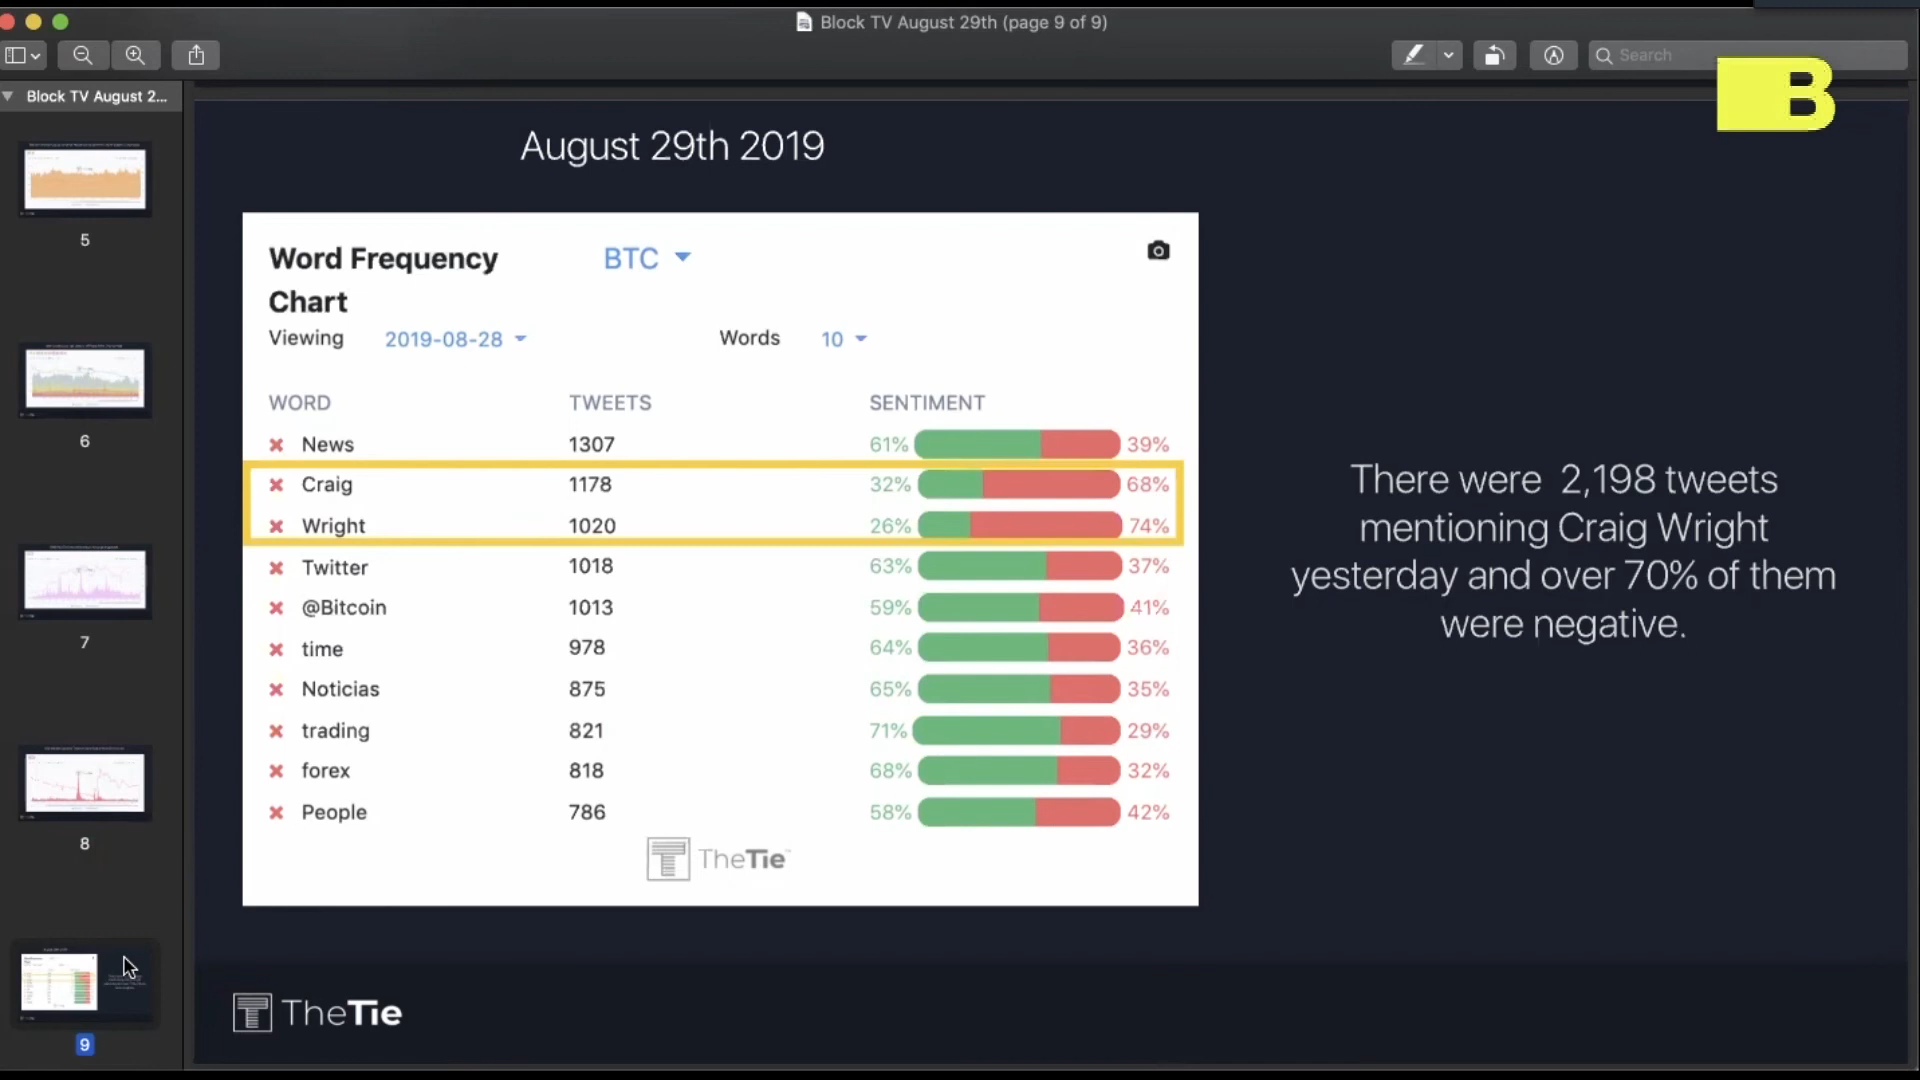 Block TV August 29th (page 9 of 9)
Search
Block TV August 2...
B
5
6
7
8
9
August 29th 2019
Word Frequency
Chart
BTC
Viewing 2019-08-28 Words 10
WORD TWEETS SENTIMENT
News 1307 61% 39%
Craig 1178 32% 68%
Wright 1020 26% 74%
Twitter 1018 63% 37%
@Bitcoin 1013 59% 41%
time 978 64% 36%
Noticias 875 65% 35%
trading 821 71% 29%
forex 818 68% 32%
People 786 58% 42%
TheTie
There were 2,198 tweets
mentioning Craig Wright
yesterday and over 70% of them
were negative.
TheTie